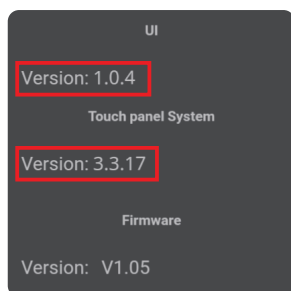 UI
Version: 1.0.4
Touch panel System
Version: 3.3.17
Firmware
Version: V1.05